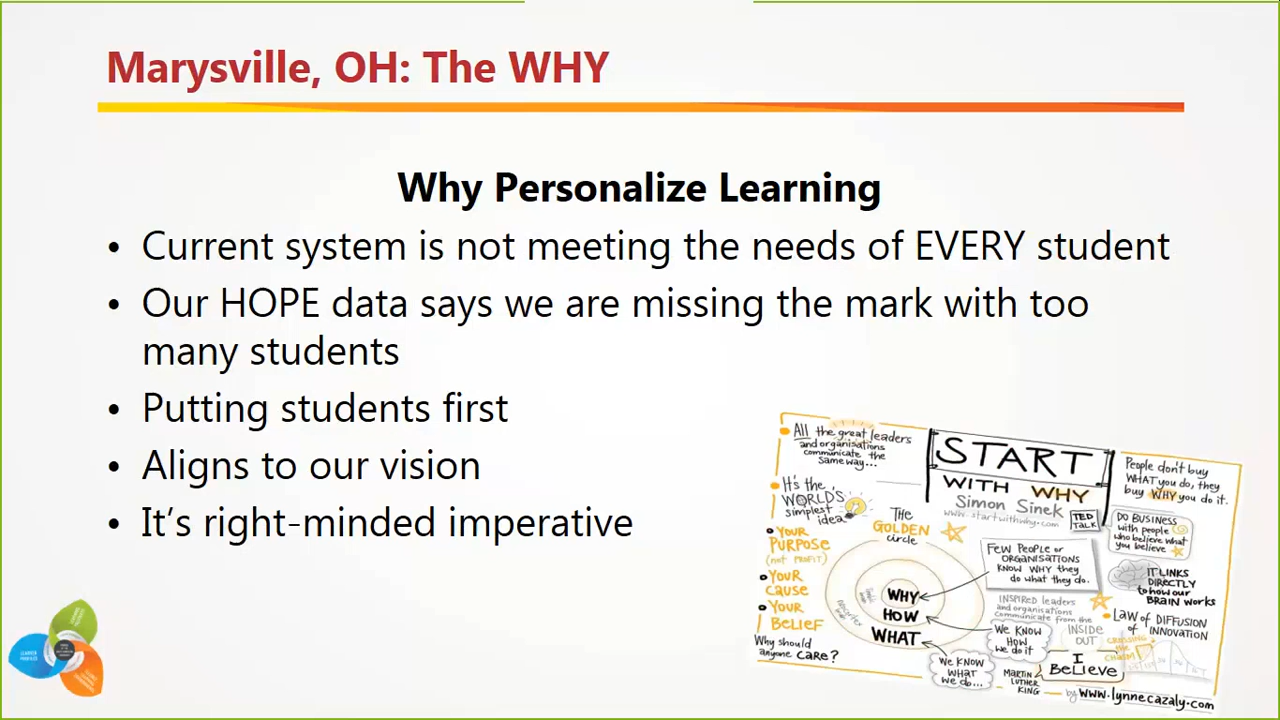 Marysville, OH: The WHY
Why Personalize Learning
• Current system is not meeting the needs of EVERY student
• Our HOPE data says we are missing the mark with too
many students
• Putting students first
• Aligns to our vision
• It's right-minded imperative
All the great leaders
and organisations
communicate the
same way...
It's the
WORLD'S
simplest
idea
• YOUR
PURPOSE
(not PROFIT)
• YOUR
CAUSE
• YOUR
BELIEF
Why should
anyone CARE?
START
WITH WHY
Simon Sinek
www.startwithwhy.com
TED
TALK
THE
GOLDEN
circle
WHY
HOW
WHAT
FEW PEOPLE or
ORGANISATIONS
KNOW WHY they
do what they do.
INSPIRED leaders
and organisations
communicate from the
INSIDE
OUT
WE KNOW
HOW
we do it
WE KNOW
WHAT
we do...
MARTIN
LUTHER
KING
I
BELIEVE
People don't buy
WHAT you do, they
buy WHY you do it.
DO BUSINESS
with people
who believe what
you believe
IT LINKS
DIRECTLY
to how our
BRAIN works
LAW of DIFFUSION
of INNOVATION
CROSSING
the
CHASM
by www.lynnecazaly.com